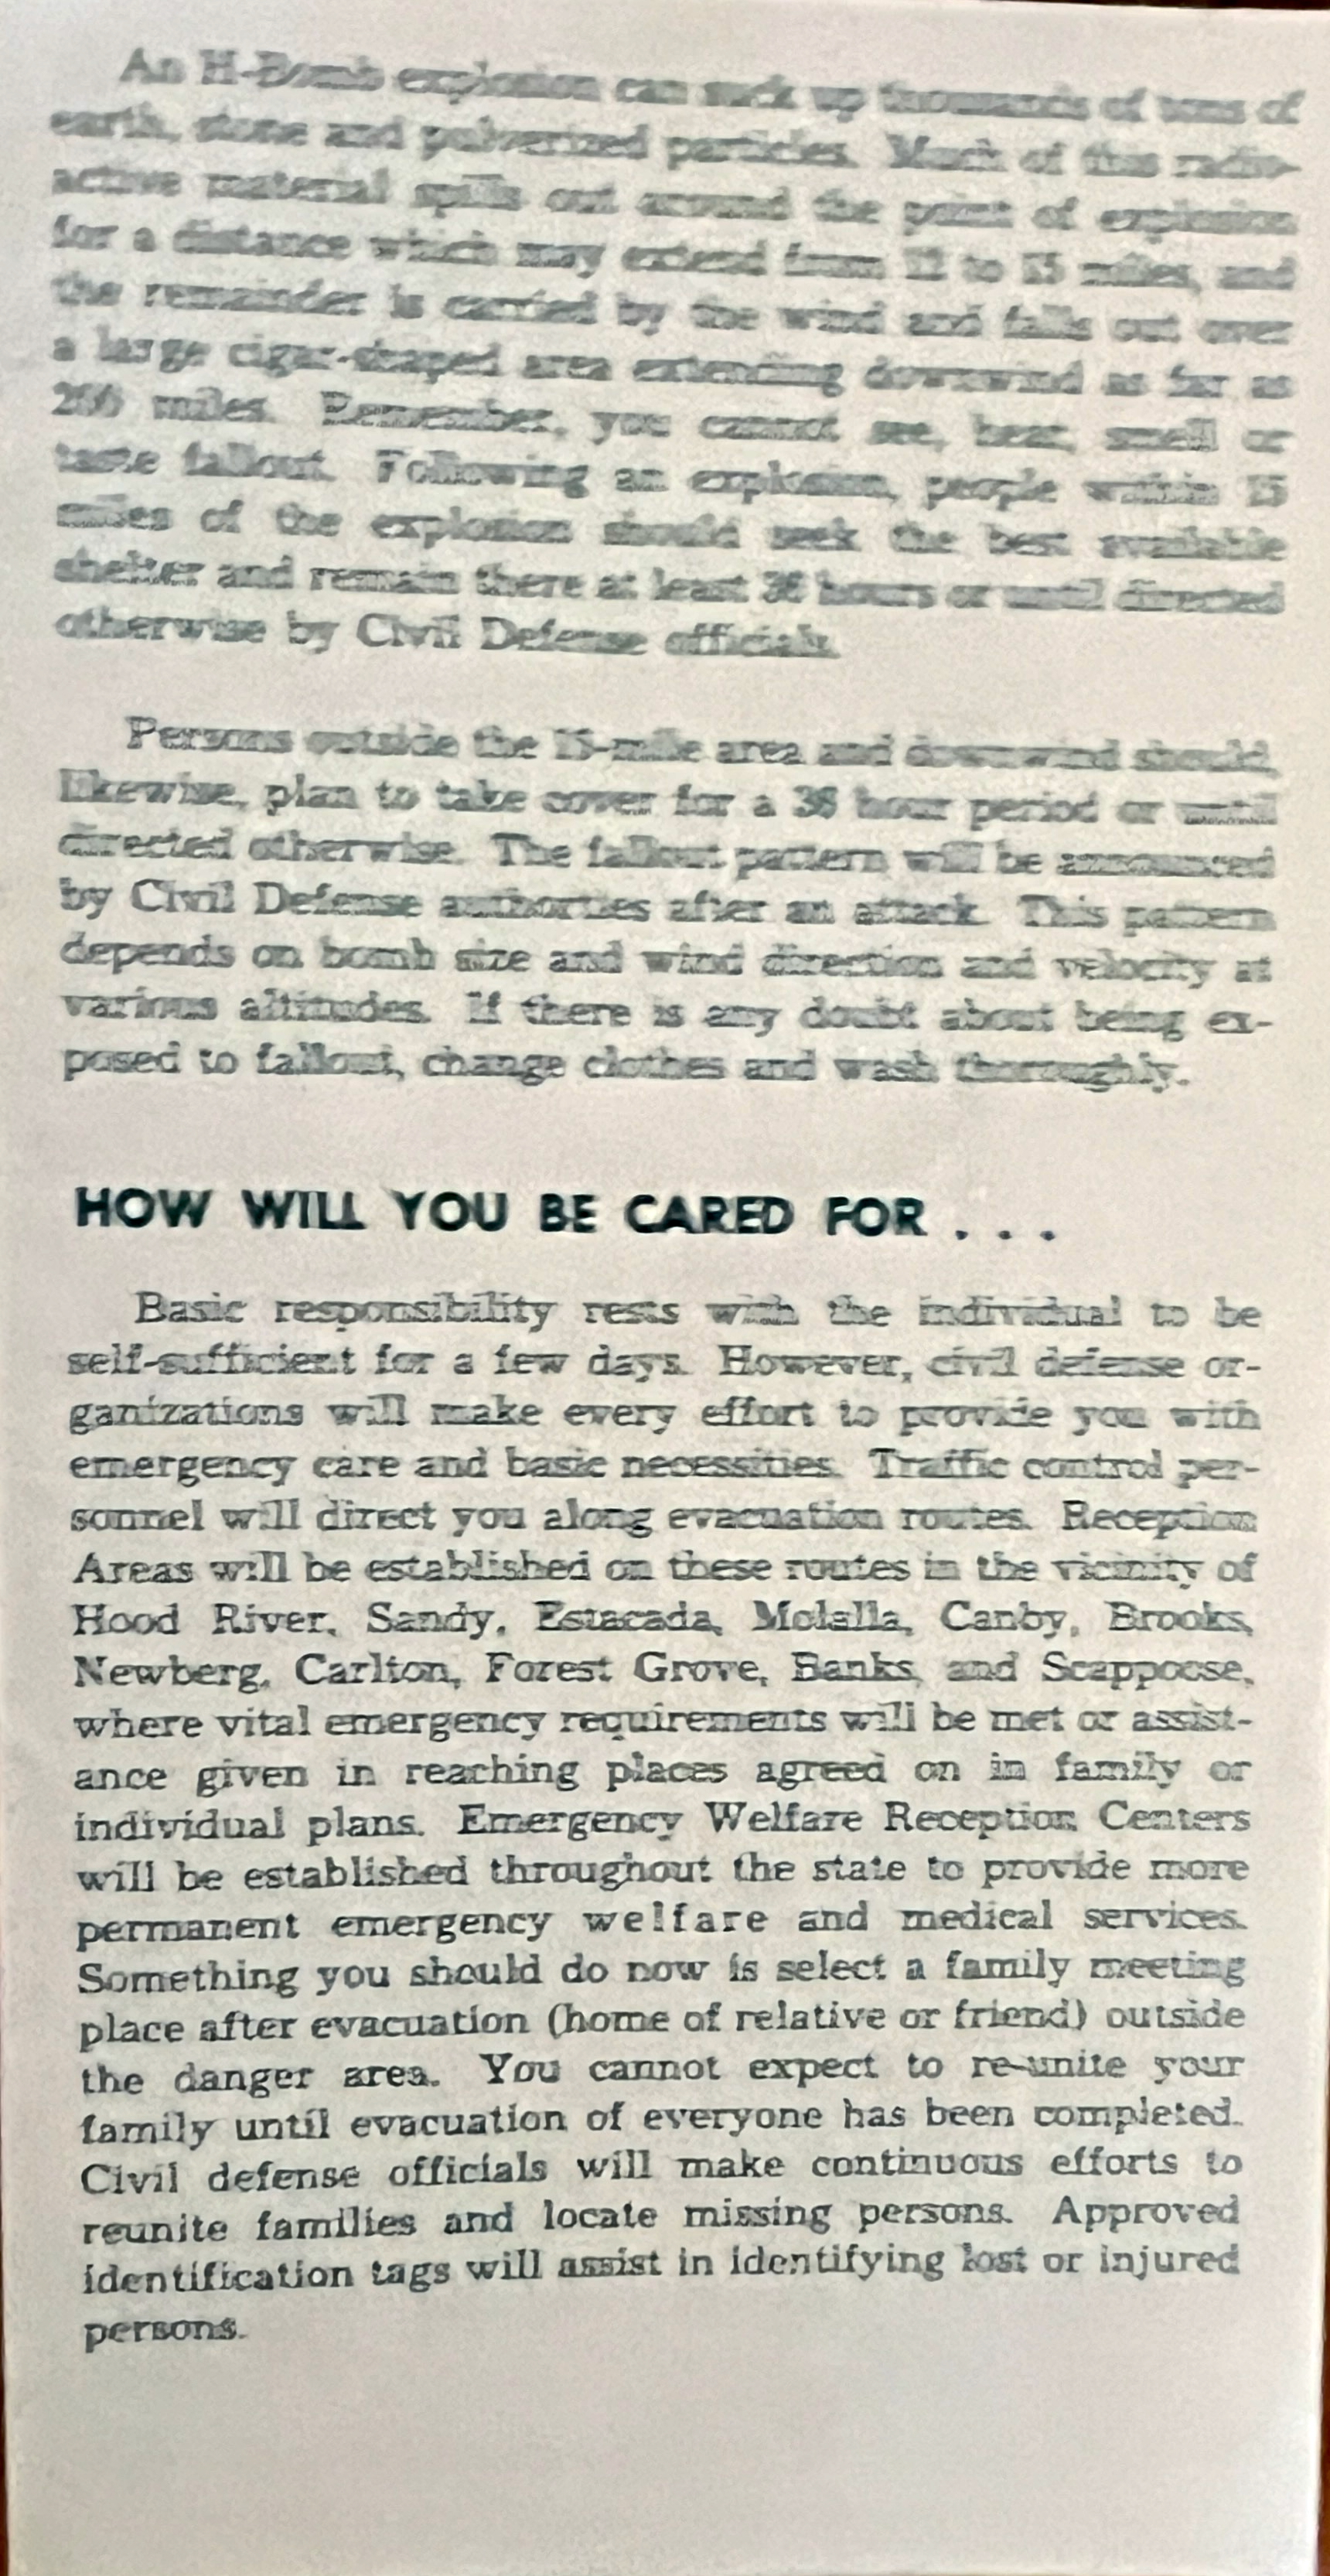 An H-Bomb explosion can suck up thousands of tons of
earth, stone and pulverized particles. Much of this radio-
active material spills out around the point of explosion
for a distance which may extend from 12 to 15 miles, and
the remainder is carried by the wind and falls out over
a large cigar-shaped area extending downwind as far as
200 miles. Remember, you cannot see, hear, smell or
taste fallout. Following an explosion, people within 15
miles of the explosion should seek the best available
shelter and remain there at least 36 hours or until directed
otherwise by Civil Defense officials.
Persons outside the 15-mile area and downwind should,
likewise, plan to take cover for a 36 hour period or until
directed otherwise. The fallout pattern will be announced
by Civil Defense authorties after an attack. This pattern
depends on bomb size and wind direction and velocity at
various altitudes. If there is any doubt about being ex-
posed to fallout, change clothes and wash thoroughly.
HOW WILL YOU BE CARED FOR . . .
Basic responsibility rests with the individual to be
self-sufficient for a few days. However, civil defense or-
ganizations will make every effort to provide you with
emergency care and basic necessities. Traffic control per-
sonnel will direct you along evacuation routes. Reception
Areas will be established on these routes in the vicinity of
Hood River, Sandy, Estacada, Molalla, Canby, Brooks,
Newberg, Carlton, Forest Grove, Banks, and Scappoose,
where vital emergency requirements will be met or assist-
ance given in reaching places agreed on in family or
individual plans. Emergency Welfare Reception Centers
will be established throughout the state to provide more
permanent emergency welfare and medical services.
Something you should do now is select a family meeting
place after evacuation (home of relative or friend) outside
the danger area. You cannot expect to re-unite your
family until evacuation of everyone has been completed.
Civil defense officials will make continuous efforts to
reunite families and locate missing persons. Approved
identification tags will assist in identifying lost or injured
persons.